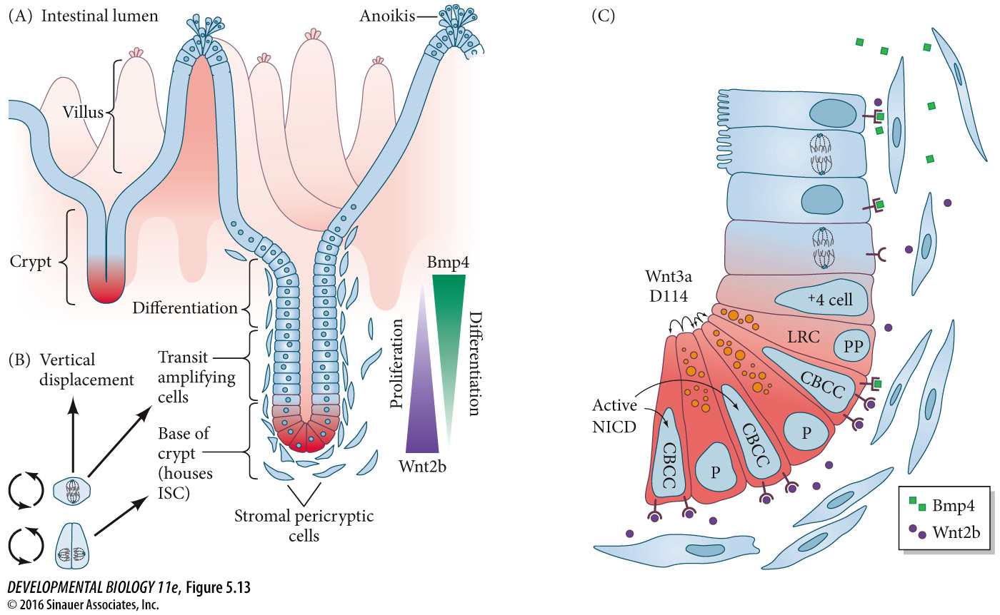 (A) Intestinal lumen
Anoikis
Villus
Crypt
Differentiation
Transit
amplifying
cells
Base of
crypt
(houses
ISC)
Stromal pericryptic
cells
Bmp4
Proliferation
Differentiation
Wnt2b
(B) Vertical
displacement
(C)
Wnt3a
D114
+4 cell
LRC
PP
CBCC
P
CBCC
P
CBCC
Active
NICD
Bmp4
Wnt2b
DEVELOPMENTAL BIOLOGY 11e, Figure 5.13
© 2016 Sinauer Associates, Inc.